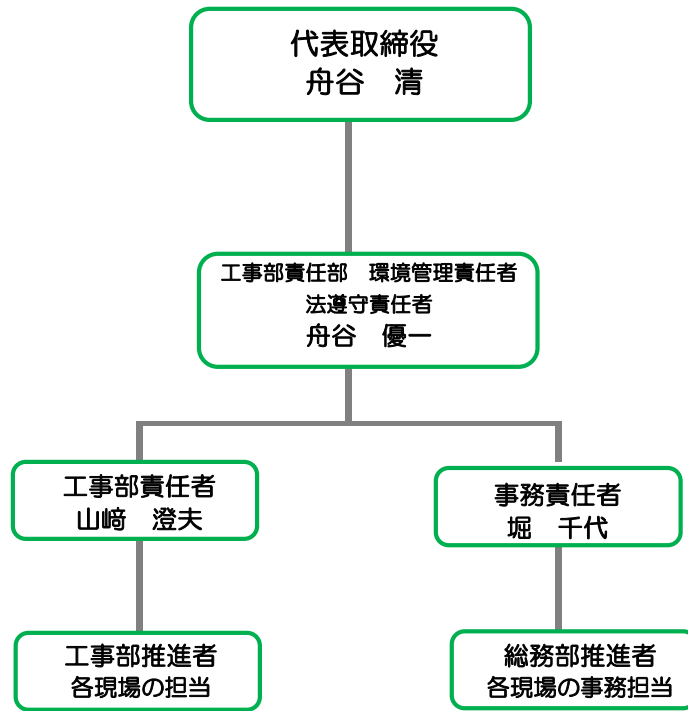 代表取締役
舟谷　清
工事部責任部　環境管理責任者
法遵守責任者
舟谷　優一
工事部責任者
山﨑　澄夫
事務責任者
堀　千代
工事部推進者
各現場の担当
総務部推進者
各現場の事務担当